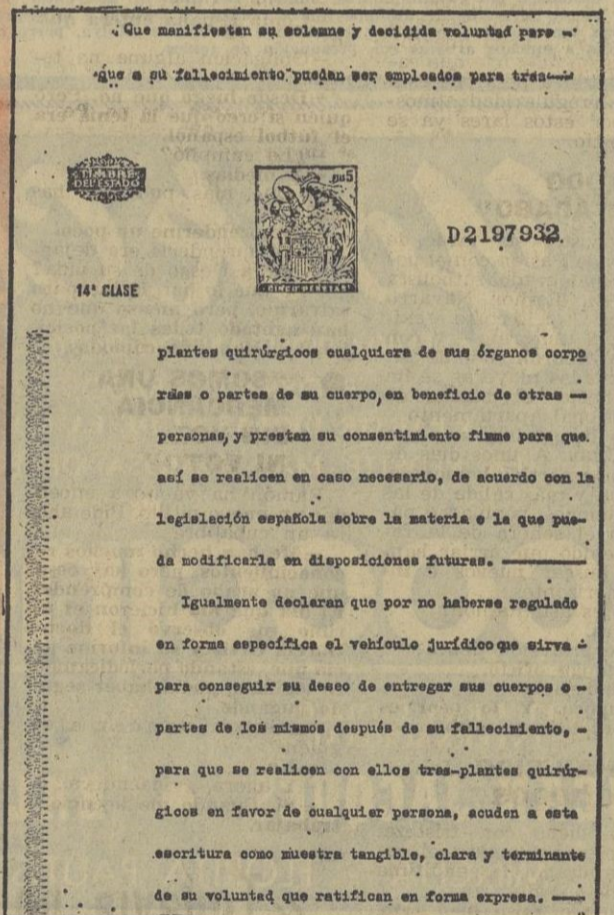 Que manifiestan su solemne y decidida voluntad para -
que a su fallecimiento puedan ser empleados para tras-
TIMBRE
DEL ESTADO
5
CINCO PESETAS
D2197932
14ª CLASE
plantes quirúrgicos cualquiera de sus órganos corpo
rales o partes de su cuerpo, en beneficio de otras —
personas, y prestan su consentimiento firme para que
así se realicen en caso necesario, de acuerdo con la
legislación española sobre la materia o la que pue-
da modificarla en disposiciones futuras. ———
Igualmente declaran que por no haberse regulado
en forma específica el vehículo jurídico que sirva -
para conseguir su deseo de entregar sus cuerpos o -
partes de los mismos después de su fallecimiento, -
para que se realicen con ellos tras-plantes quirúr-
gicos en favor de cualquier persona, acuden a esta
escritura como muestra tangible, clara y terminante
de su voluntad que ratifican en forma expresa. ——